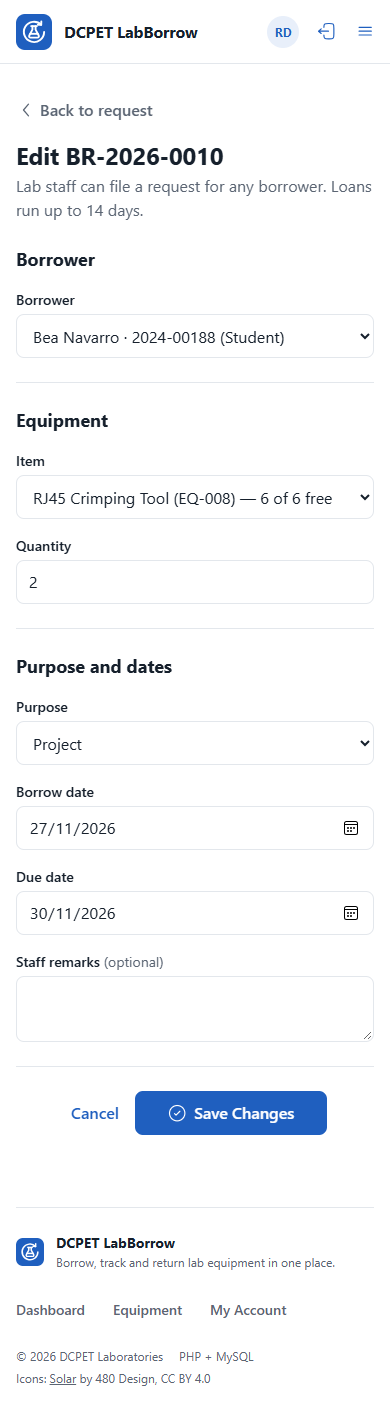 DCPET LabBorrow
RD
Back to request
Edit BR-2026-0010
Lab staff can file a request for any borrower. Loans
run up to 14 days.
Borrower
Borrower
Bea Navarro · 2024-00188 (Student)
Equipment
Item
RJ45 Crimping Tool (EQ-008) — 6 of 6 free
Quantity
2
Purpose and dates
Purpose
Project
Borrow date
27/11/2026
Due date
30/11/2026
Staff remarks (optional)
Cancel
Save Changes
DCPET LabBorrow
Borrow, track and return lab equipment in one place.
Dashboard Equipment My Account
© 2026 DCPET Laboratories PHP + MySQL
Icons: Solar by 480 Design, CC BY 4.0